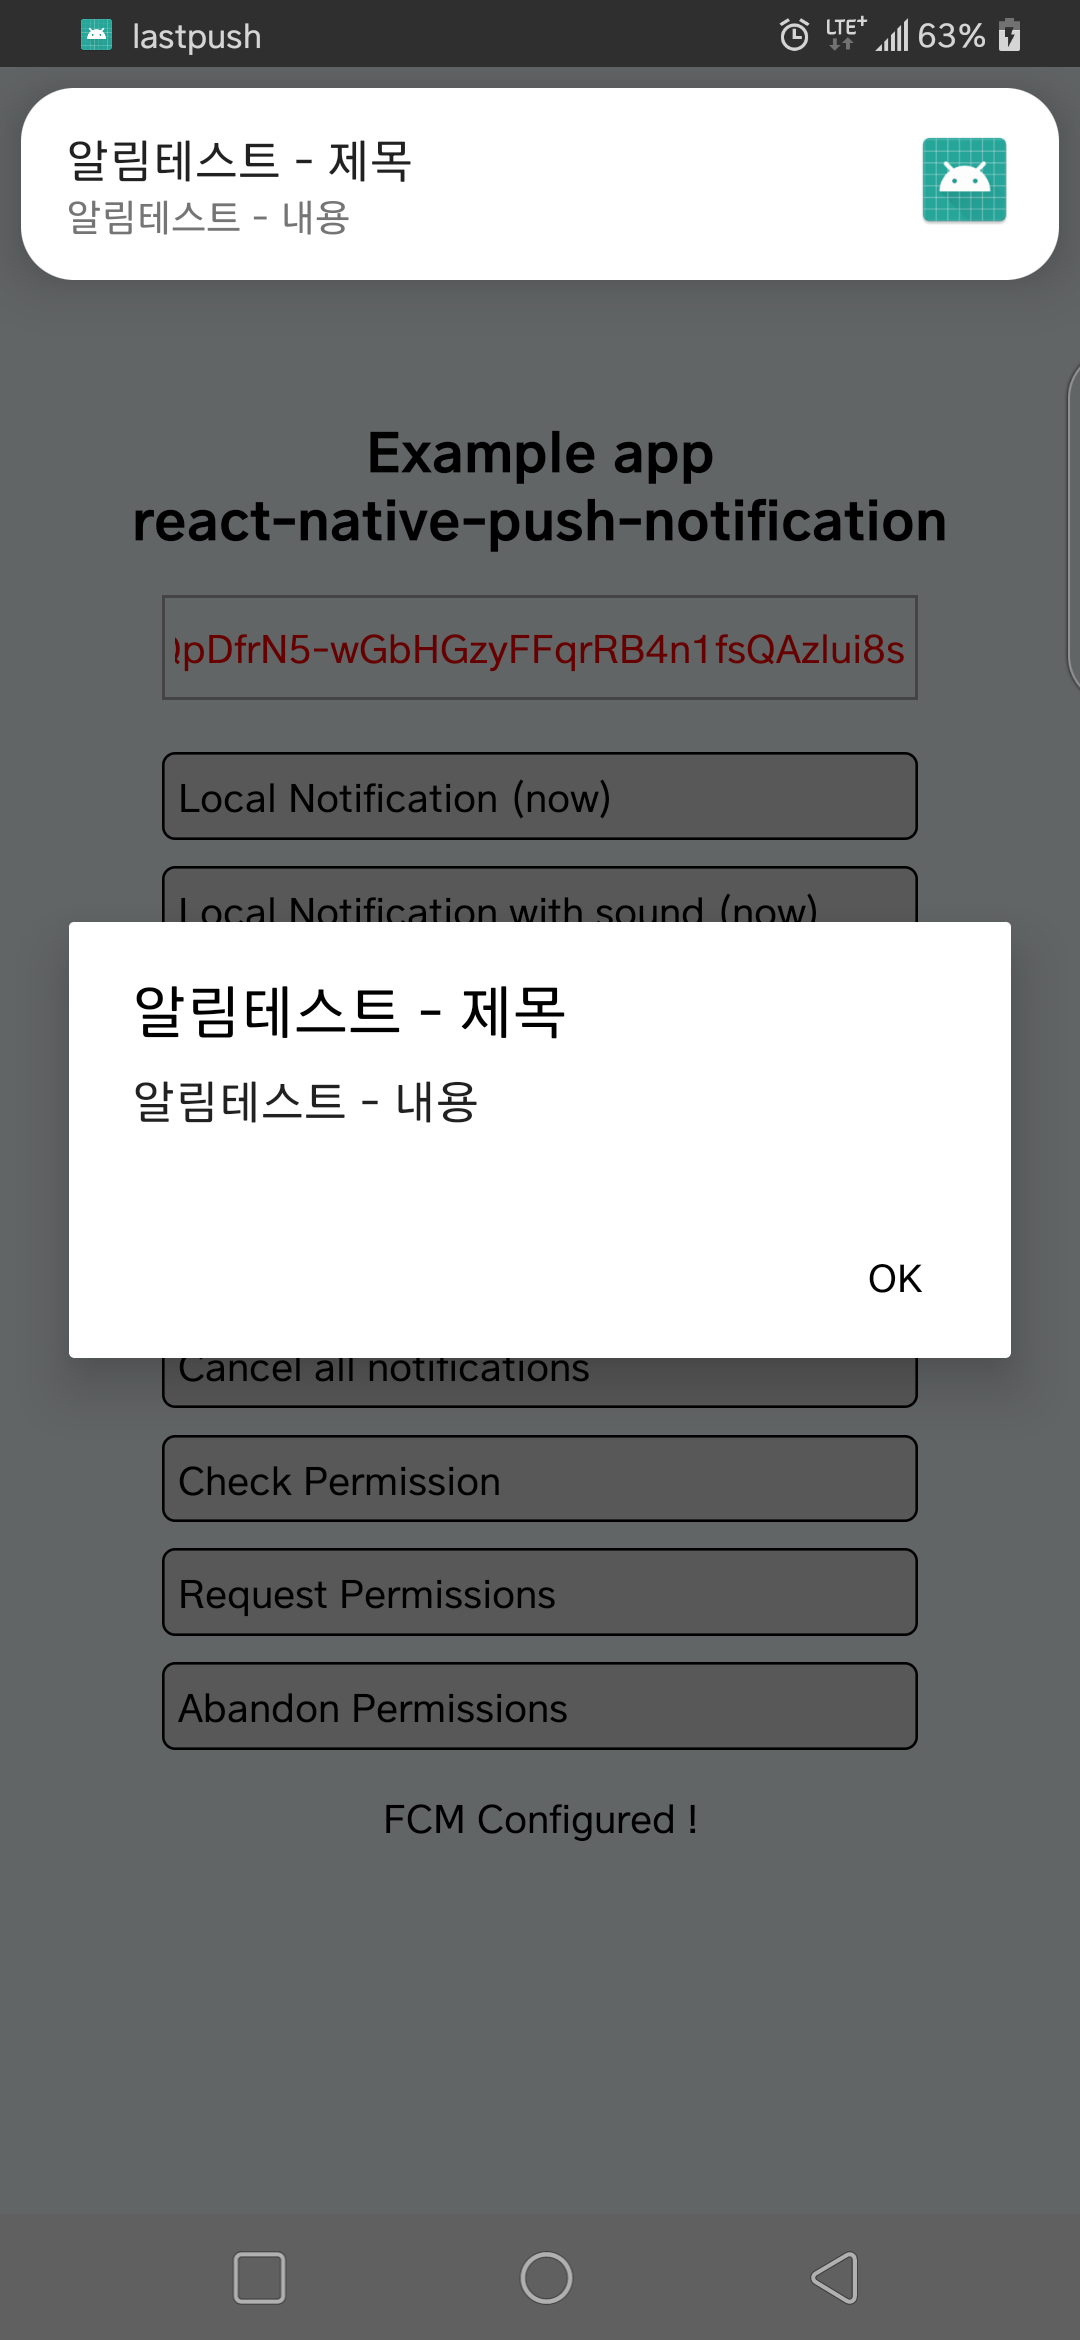 lastpush
LTE+ 63%
알림테스트 - 제목
알림테스트 - 내용
Example app
react-native-push-notification
pDfrN5-wGbHGzyFFqrRB4n1fsQAzlui8s
Local Notification (now)
Local Notification with sound (now)
알림테스트 - 제목
알림테스트 - 내용
OK
Cancel all notifications
Check Permission
Request Permissions
Abandon Permissions
FCM Configured !